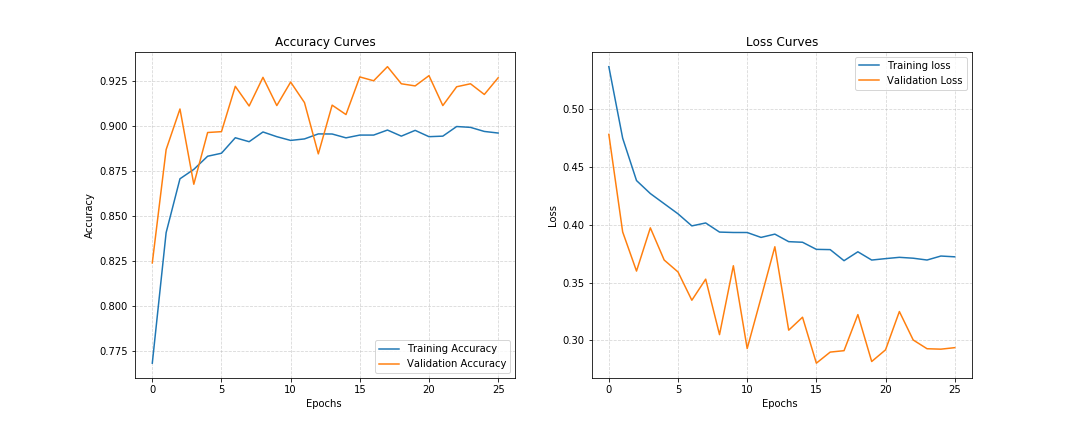 Accuracy Curves
Accuracy
0.925
0.900
0.875
0.850
0.825
0.800
0.775
Training Accuracy
Validation Accuracy
0 5 10 15 20 25
Epochs
Loss Curves
Loss
0.50
0.45
0.40
0.35
0.30
Training loss
Validation Loss
0 5 10 15 20 25
Epochs